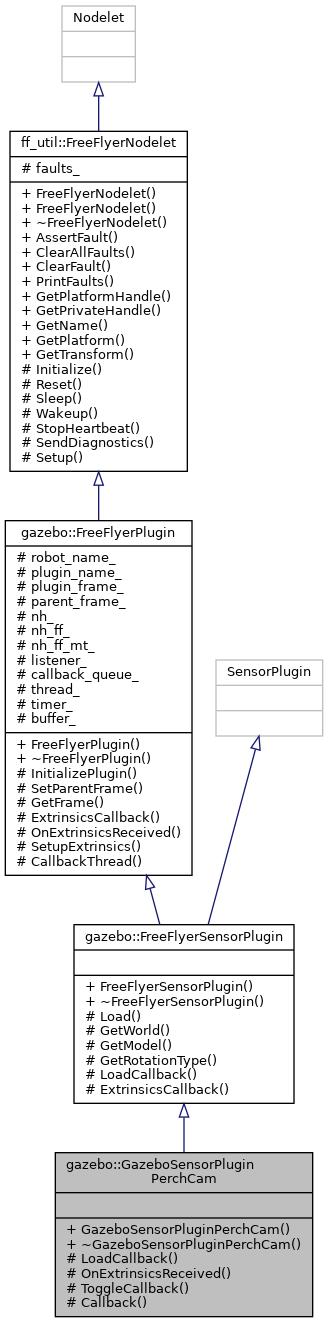 Nodelet
ff_util::FreeFlyerNodelet
# faults_
+ FreeFlyerNodelet()
+ FreeFlyerNodelet()
+ ~FreeFlyerNodelet()
+ AssertFault()
+ ClearAllFaults()
+ ClearFault()
+ PrintFaults()
+ GetPlatformHandle()
+ GetPrivateHandle()
+ GetName()
+ GetPlatform()
+ GetTransform()
# Initialize()
# Reset()
# Sleep()
# Wakeup()
# StopHeartbeat()
# SendDiagnostics()
# Setup()
gazebo::FreeFlyerPlugin
# robot_name_
# plugin_name_
# plugin_frame_
# parent_frame_
# nh_
# nh_ff_
# nh_ff_mt_
# listener_
# callback_queue_
# thread_
# timer_
# buffer_
+ FreeFlyerPlugin()
+ ~FreeFlyerPlugin()
# InitializePlugin()
# SetParentFrame()
# GetFrame()
# ExtrinsicsCallback()
# OnExtrinsicsReceived()
# SetupExtrinsics()
# CallbackThread()
SensorPlugin
gazebo::FreeFlyerSensorPlugin
+ FreeFlyerSensorPlugin()
+ ~FreeFlyerSensorPlugin()
# Load()
# GetWorld()
# GetModel()
# GetRotationType()
# LoadCallback()
# ExtrinsicsCallback()
gazebo::GazeboSensorPlugin
PerchCam
+ GazeboSensorPluginPerchCam()
+ ~GazeboSensorPluginPerchCam()
# LoadCallback()
# OnExtrinsicsReceived()
# ToggleCallback()
# Callback()